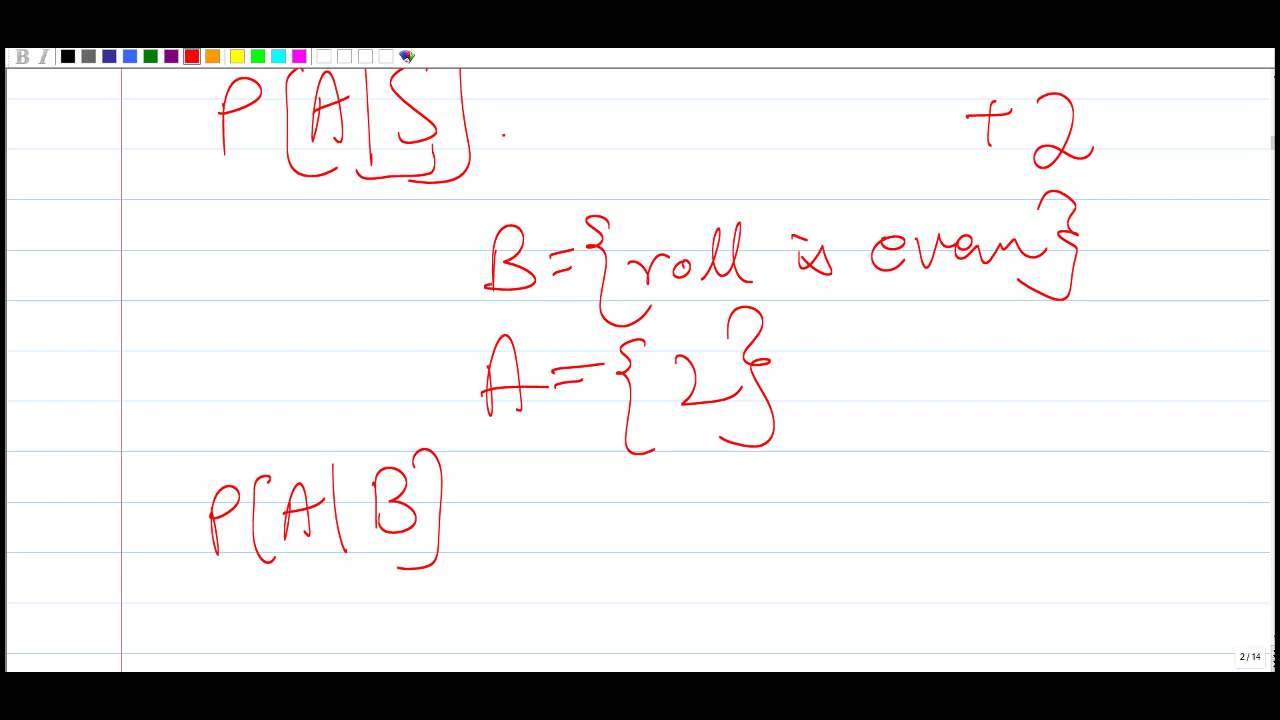 B I
P[A|S]
+2
B={roll is even}
A={2}
P[A|B]
2 / 14